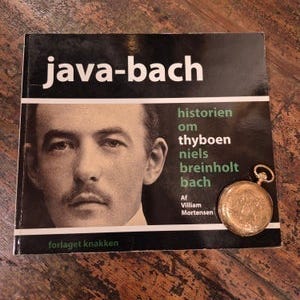 java-bach
historien
om
thyboen
niels
breinholt
bach
Af
Villiam
Mortensen
forlaget knakken